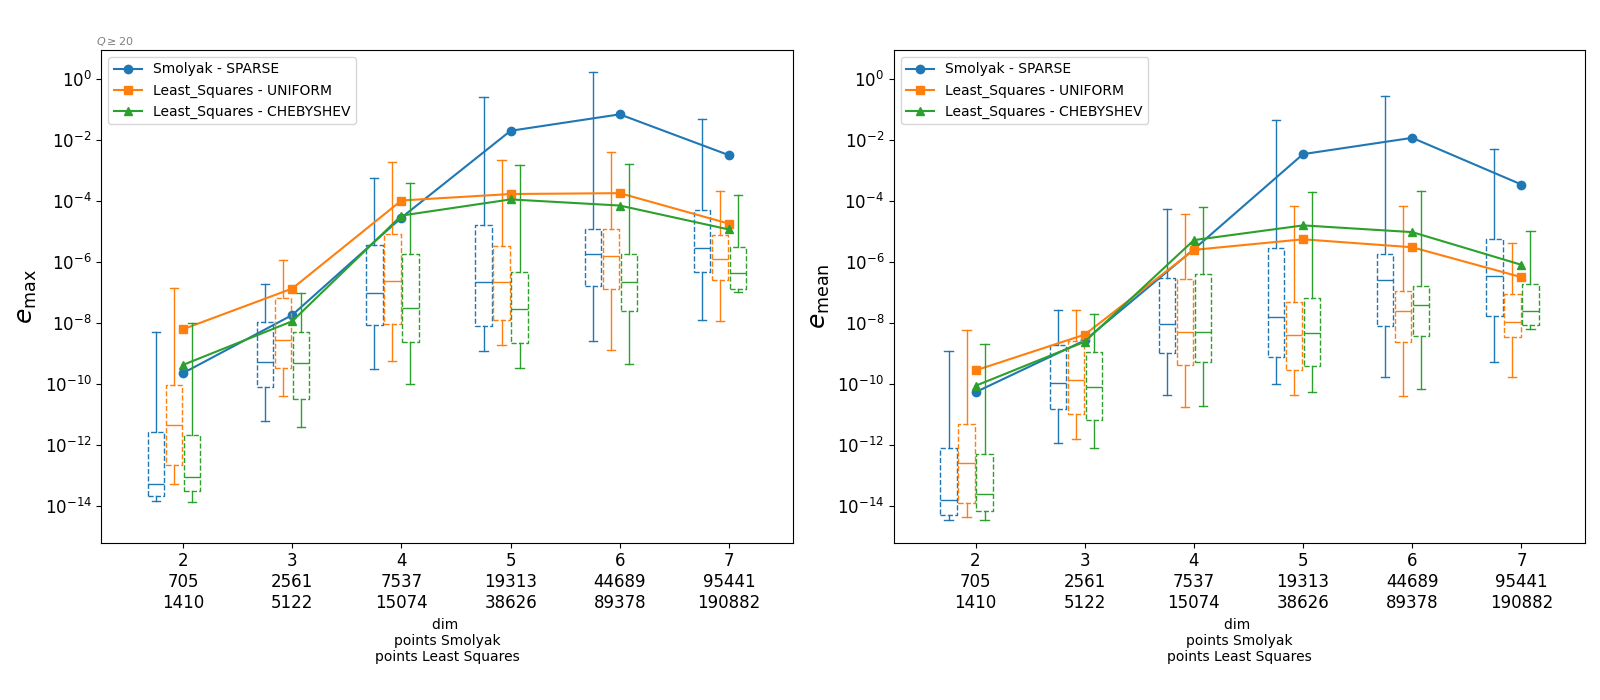 Q ≥ 20
Smolyak - SPARSE
Least_Squares - UNIFORM
Least_Squares - CHEBYSHEV
10⁰
10⁻²
10⁻⁴
10⁻⁶
10⁻⁸
10⁻¹⁰
10⁻¹²
10⁻¹⁴
e_max
2 3 4 5 6 7
705 2561 7537 19313 44689 95441
1410 5122 15074 38626 89378 190882
dim
points Smolyak
points Least Squares
Smolyak - SPARSE
Least_Squares - UNIFORM
Least_Squares - CHEBYSHEV
10⁰
10⁻²
10⁻⁴
10⁻⁶
10⁻⁸
10⁻¹⁰
10⁻¹²
10⁻¹⁴
e_mean
2 3 4 5 6 7
705 2561 7537 19313 44689 95441
1410 5122 15074 38626 89378 190882
dim
points Smolyak
points Least Squares